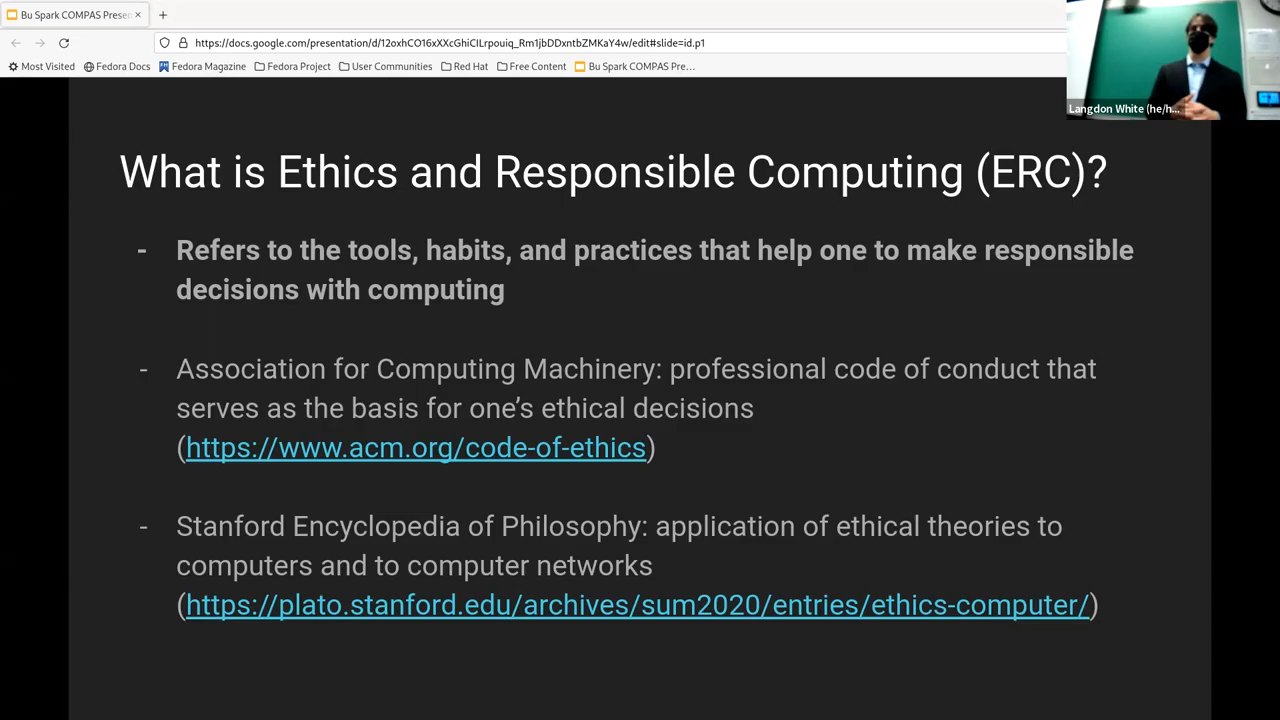 Bu Spark COMPAS Presen
https://docs.google.com/presentation/d/12oxhCO16xXcGhiCILrpouiq_Rm1jbDDxntbZMKaY4w/edit#slide=id.p1
Most Visited Fedora Docs Fedora Magazine Fedora Project User Communities Red Hat Free Content Bu Spark COMPAS Pre...
Langdon White (he/h...
What is Ethics and Responsible Computing (ERC)?
- Refers to the tools, habits, and practices that help one to make responsible
decisions with computing
- Association for Computing Machinery: professional code of conduct that
serves as the basis for one's ethical decisions
(https://www.acm.org/code-of-ethics)
- Stanford Encyclopedia of Philosophy: application of ethical theories to
computers and to computer networks
(https://plato.stanford.edu/archives/sum2020/entries/ethics-computer/)